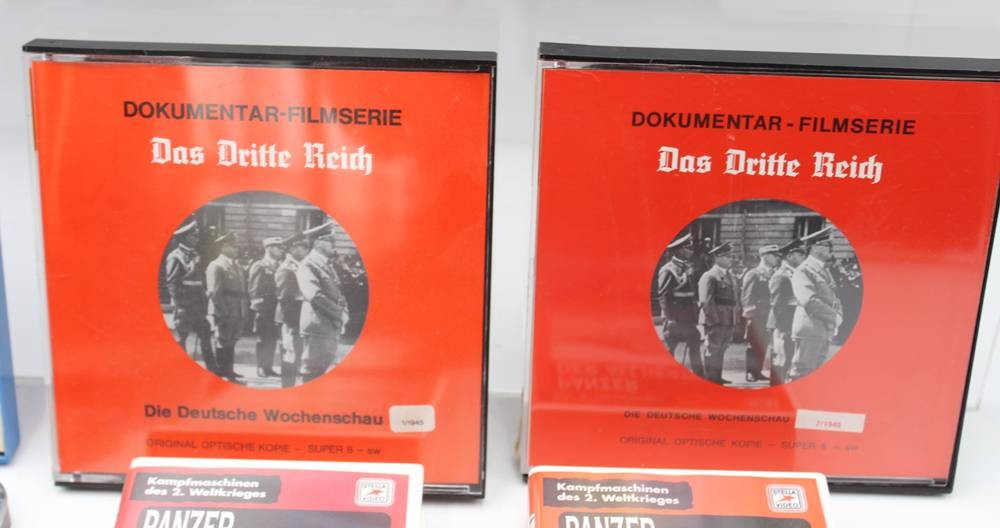 DOKUMENTAR-FILMSERIE
Das Dritte Reich
Die Deutsche Wochenschau 1/1945
ORIGINAL OPTISCHE KOPIE – SUPER 8 – sw
DOKUMENTAR - FILMSERIE
Das Dritte Reich
DIE DEUTSCHE WOCHENSCHAU 7/1945
ORIGINAL OPTISCHE KOPIE – SUPER 8 – sw
Kampfmaschinen
des 2. Weltkrieges
STELLA
VIDEO
PANZER
Kampfmaschinen
des 2. Weltkrieges
STELLA
VIDEO
PANZER